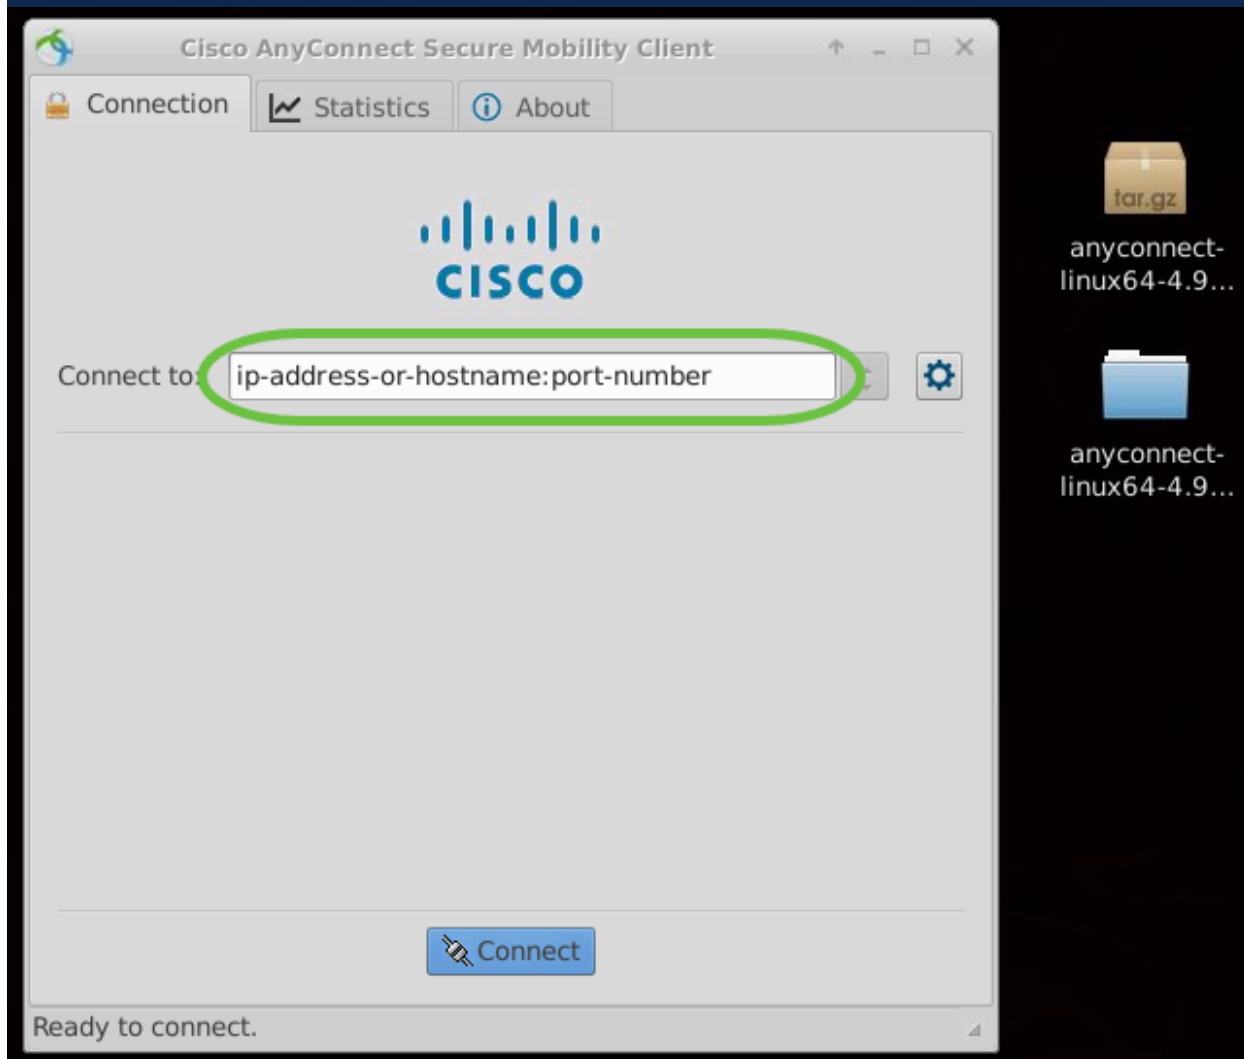 Cisco AnyConnect Secure Mobility Client
Connection
Statistics
About
CISCO
Connect to:
ip-address-or-hostname:port-number
Connect
Ready to connect.
tar.gz
anyconnect-
linux64-4.9...
anyconnect-
linux64-4.9...